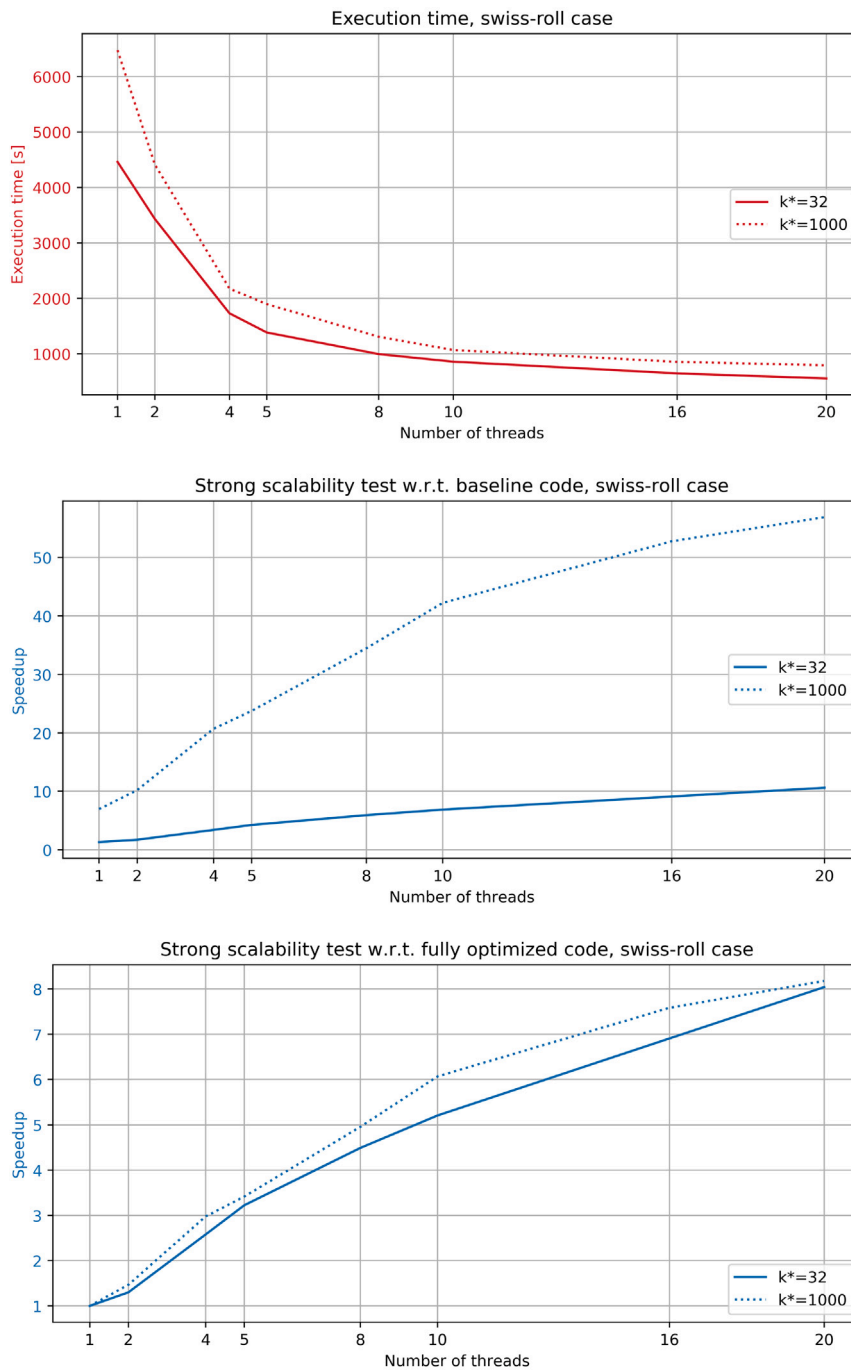 Execution time, swiss-roll case
6000
5000
4000
3000
2000
1000
Execution time [s]
k*=32
k*=1000
1 2 4 5 8 10 16 20
Number of threads
Strong scalability test w.r.t. baseline code, swiss-roll case
50
40
30
20
10
0
Speedup
k*=32
k*=1000
1 2 4 5 8 10 16 20
Number of threads
Strong scalability test w.r.t. fully optimized code, swiss-roll case
8
7
6
5
4
3
2
1
Speedup
k*=32
k*=1000
1 2 4 5 8 10 16 20
Number of threads